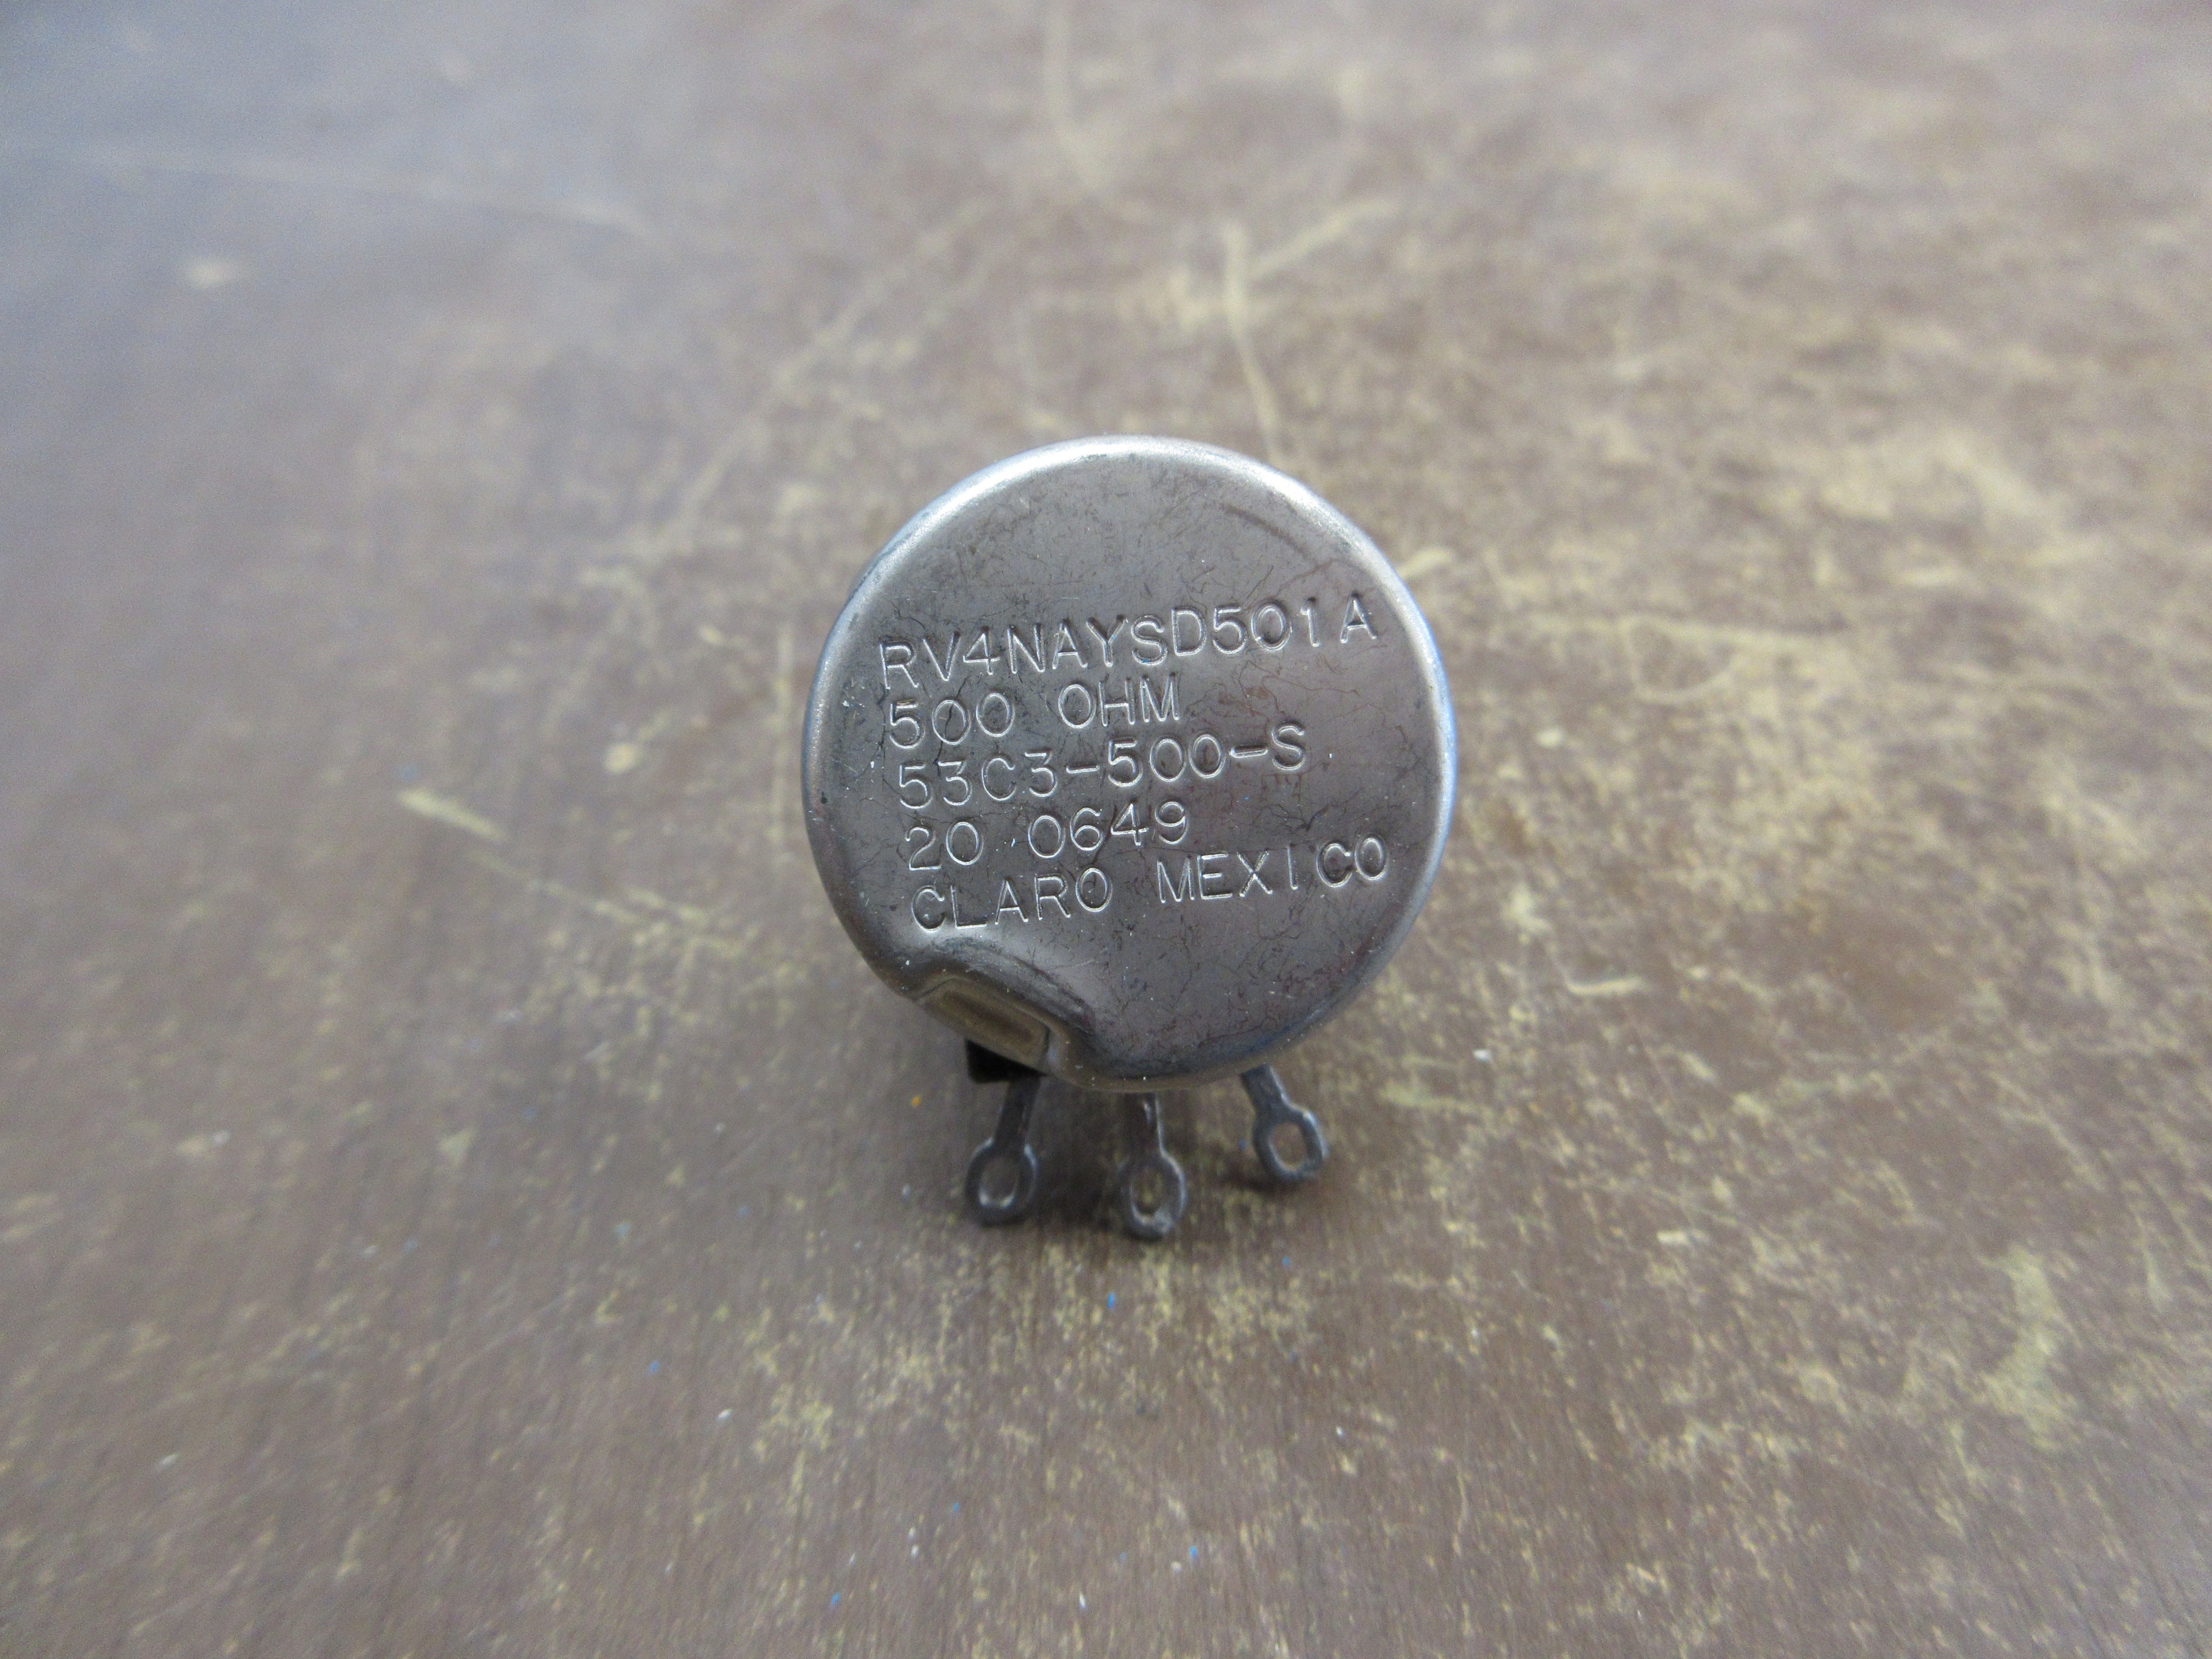 RV4NAYSD501A
500 OHM
53C3-500-S
20 0649
CLARO MEXICO